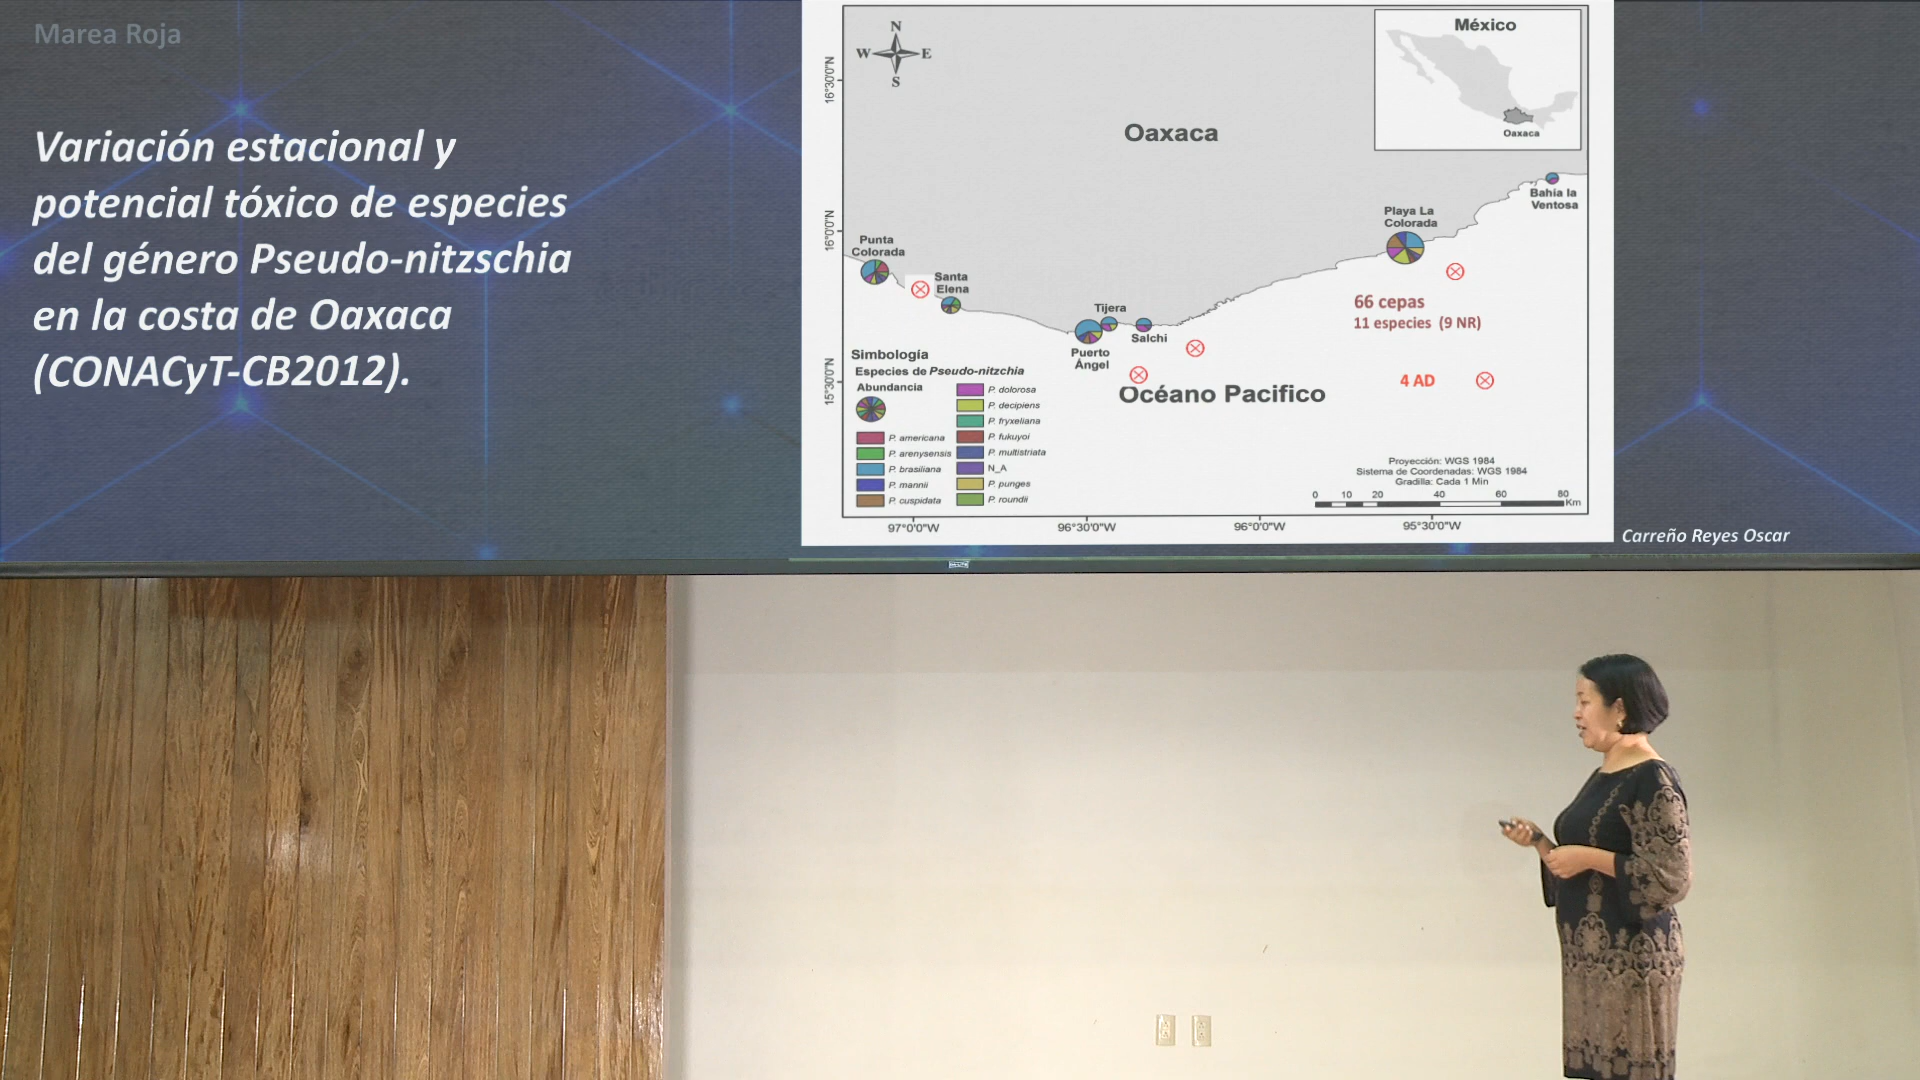 Marea Roja
Variación estacional y
potencial tóxico de especies
del género Pseudo-nitzschia
en la costa de Oaxaca
(CONACyT-CB2012).
N
W E
S
México
Oaxaca
Oaxaca
16°30'0"N
16°0'0"N
15°30'0"N
Punta
Colorada
Santa
Elena
Tijera
Salchi
Puerto
Ángel
Playa La
Colorada
Bahía la
Ventosa
66 cepas
11 especies (9 NR)
4 AD
Océano Pacifico
Simbología
Especies de Pseudo-nitzchia
Abundancia
P. americana
P. arenysensis
P. brasiliana
P. mannii
P. cuspidata
P. dolorosa
P. decipiens
P. fryxeliana
P. fukuyoi
P. multistriata
N_A
P. punges
P. roundii
Proyección: WGS 1984
Sistema de Coordenadas: WGS 1984
Gradilla: Cada 1 Min
0 10 20 40 60 80
Km
97°0'0"W 96°30'0"W 96°0'0"W 95°30'0"W
Carreño Reyes Oscar